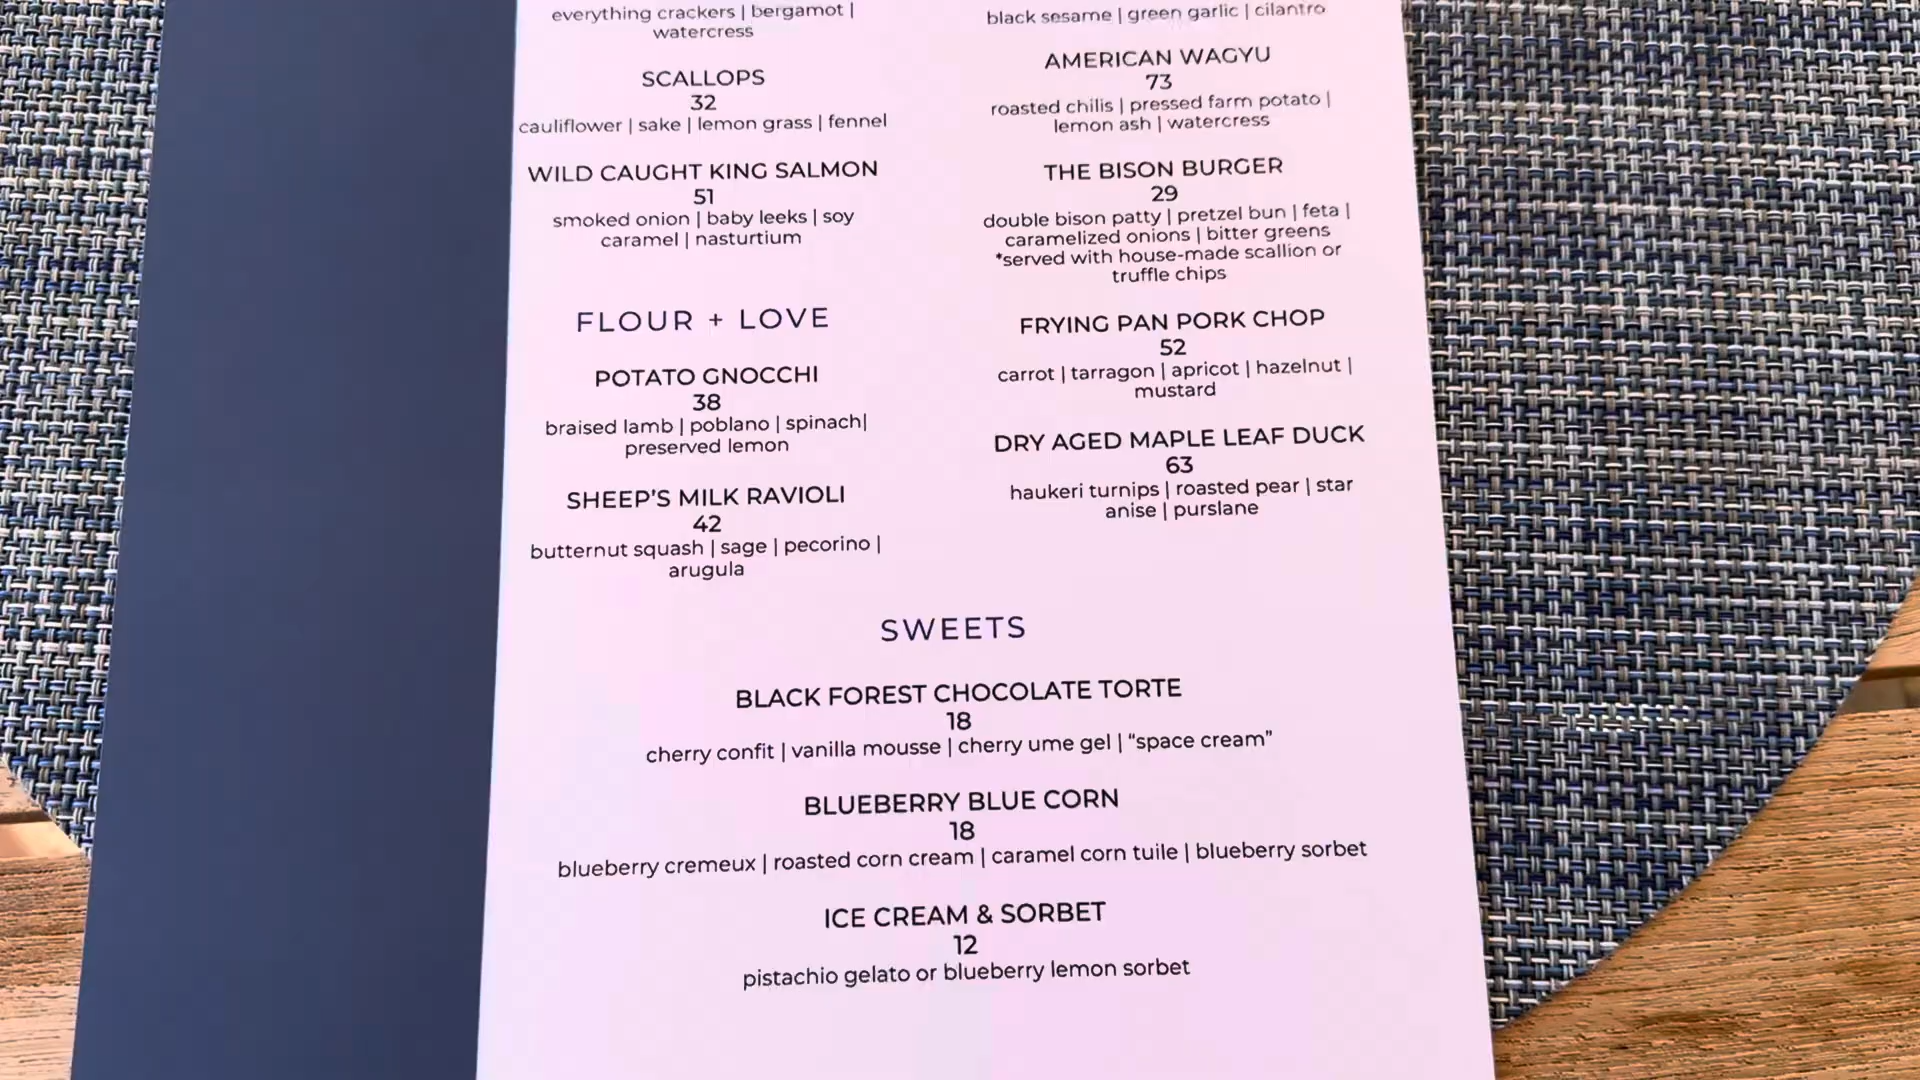 everything crackers | bergamot |
watercress
SCALLOPS
32
cauliflower | sake | lemon grass | fennel
WILD CAUGHT KING SALMON
51
smoked onion | baby leeks | soy
caramel | nasturtium
FLOUR + LOVE
POTATO GNOCCHI
38
braised lamb | poblano | spinach|
preserved lemon
SHEEP'S MILK RAVIOLI
42
butternut squash | sage | pecorino |
arugula
black sesame | green garlic | cilantro
AMERICAN WAGYU
73
roasted chilis | pressed farm potato |
lemon ash | watercress
THE BISON BURGER
29
double bison patty | pretzel bun | feta |
caramelized onions | bitter greens
*served with house-made scallion or
truffle chips
FRYING PAN PORK CHOP
52
carrot | tarragon | apricot | hazelnut |
mustard
DRY AGED MAPLE LEAF DUCK
63
haukeri turnips | roasted pear | star
anise | purslane
SWEETS
BLACK FOREST CHOCOLATE TORTE
18
cherry confit | vanilla mousse | cherry ume gel | “space cream”
BLUEBERRY BLUE CORN
18
blueberry cremeux | roasted corn cream | caramel corn tuile | blueberry sorbet
ICE CREAM & SORBET
12
pistachio gelato or blueberry lemon sorbet